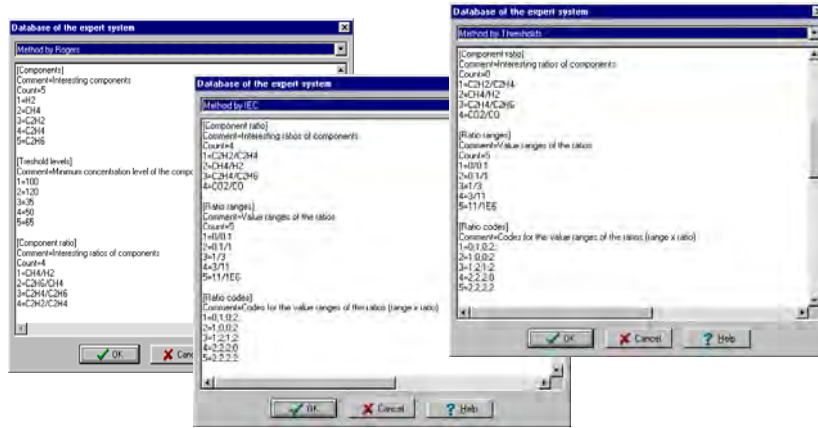 Database of the expert system
Method by Rogers
[Components]
Comment=Interesting components
Count=5
1=H2
2=CH4
3=C2H2
4=C2H4
5=C2H6
[Treshold levels]
Comment=Minimum concentration level of the compo
1=100
2=120
3=35
4=50
5=65
[Component ratio]
Comment=Interesting ratios of components
Count=4
1=CH4/H2
2=C2H6/CH4
3=C2H4/C2H6
4=C2H2/C2H4
OK
Canc
Database of the expert system
Method by IEC
[Component ratio]
Comment=Interesting ratios of components
Count=4
1=C2H2/C2H4
2=CH4/H2
3=C2H4/C2H6
4=CO2/CO
[Ratio ranges]
Comment=Value ranges of the ratios
Count=5
1=0/0.1
2=0.1/1
3=1/3
4=3/11
5=11/1E6
[Ratio codes]
Comment=Codes for the value ranges of the ratios (range x ratio)
1=0;1;0;2;
2=1;0;0;2
3=1;2;1;2
4=2;2;2;0
5=2;2;2;2
OK
Cancel
? Help
Database of the expert system
Method by Thresholds
[Component ratio]
Comment=Interesting ratios of components
Count=0
1=C2H2/C2H4
2=CH4/H2
3=C2H4/C2H6
4=CO2/CO
[Ratio ranges]
Comment=Value ranges of the ratios
Count=5
1=0/0.1
2=0.1/1
3=1/3
4=3/11
5=11/1E6
[Ratio codes]
Comment=Codes for the value ranges of the ratios (range x ratio)
1=0;1;0;2;
2=1;0;0;2
3=1;2;1;2
4=2;2;2;0
5=2;2;2;2
OK
Cancel
? Help